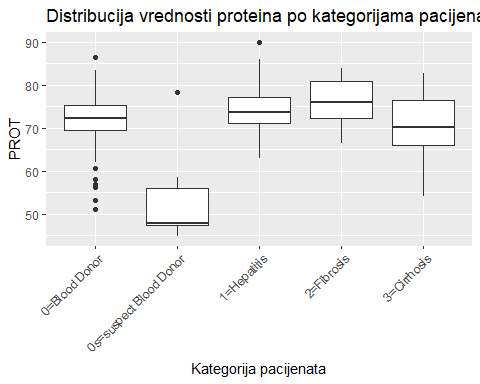 Distribucija vrednosti proteina po kategorijama pacijena
90
80
70
60
50
PROT
0=Blood Donor
0s=suspect Blood Donor
1=Hepatitis
2=Fibrosis
3=Cirrhosis
Kategorija pacijenata